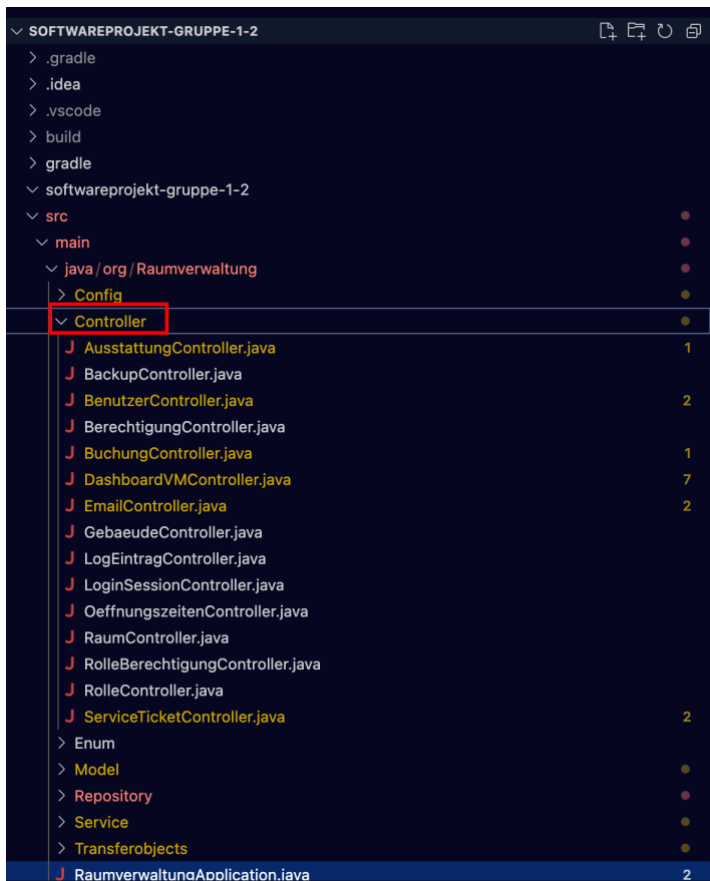 SOFTWAREPROJEKT-GRUPPE-1-2
.gradle
.idea
.vscode
build
gradle
softwareprojekt-gruppe-1-2
src
main
java/org/Raumverwaltung
Config
Controller
J AusstattungController.java 1
J BackupController.java
J BenutzerController.java 2
J BerechtigungController.java
J BuchungController.java 1
J DashboardVMController.java 7
J EmailController.java 2
J GebaeudeController.java
J LogEintragController.java
J LoginSessionController.java
J OeffnungszeitenController.java
J RaumController.java
J RolleBerechtigungController.java
J RolleController.java
J ServiceTicketController.java 2
Enum
Model
Repository
Service
Transferobjects
J RaumverwaltungApplication.java 2